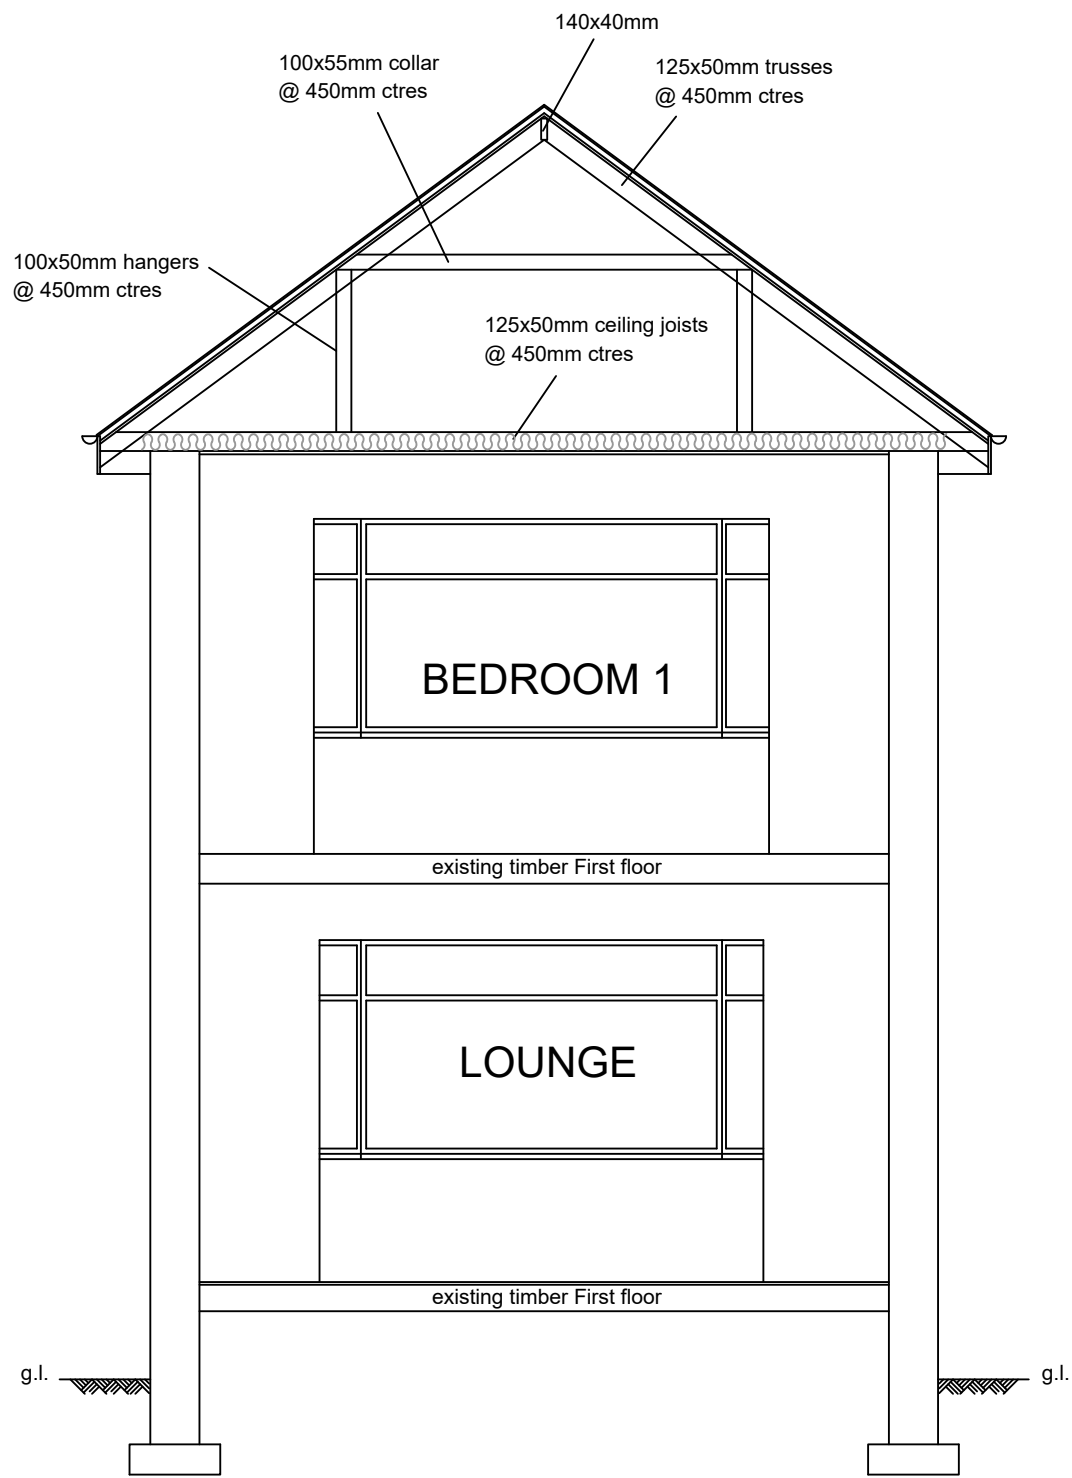 140x40mm
100x55mm collar
@ 450mm ctres
125x50mm trusses
@ 450mm ctres
100x50mm hangers
@ 450mm ctres
125x50mm ceiling joists
@ 450mm ctres
BEDROOM 1
existing timber First floor
LOUNGE
existing timber First floor
g.l.
g.l.